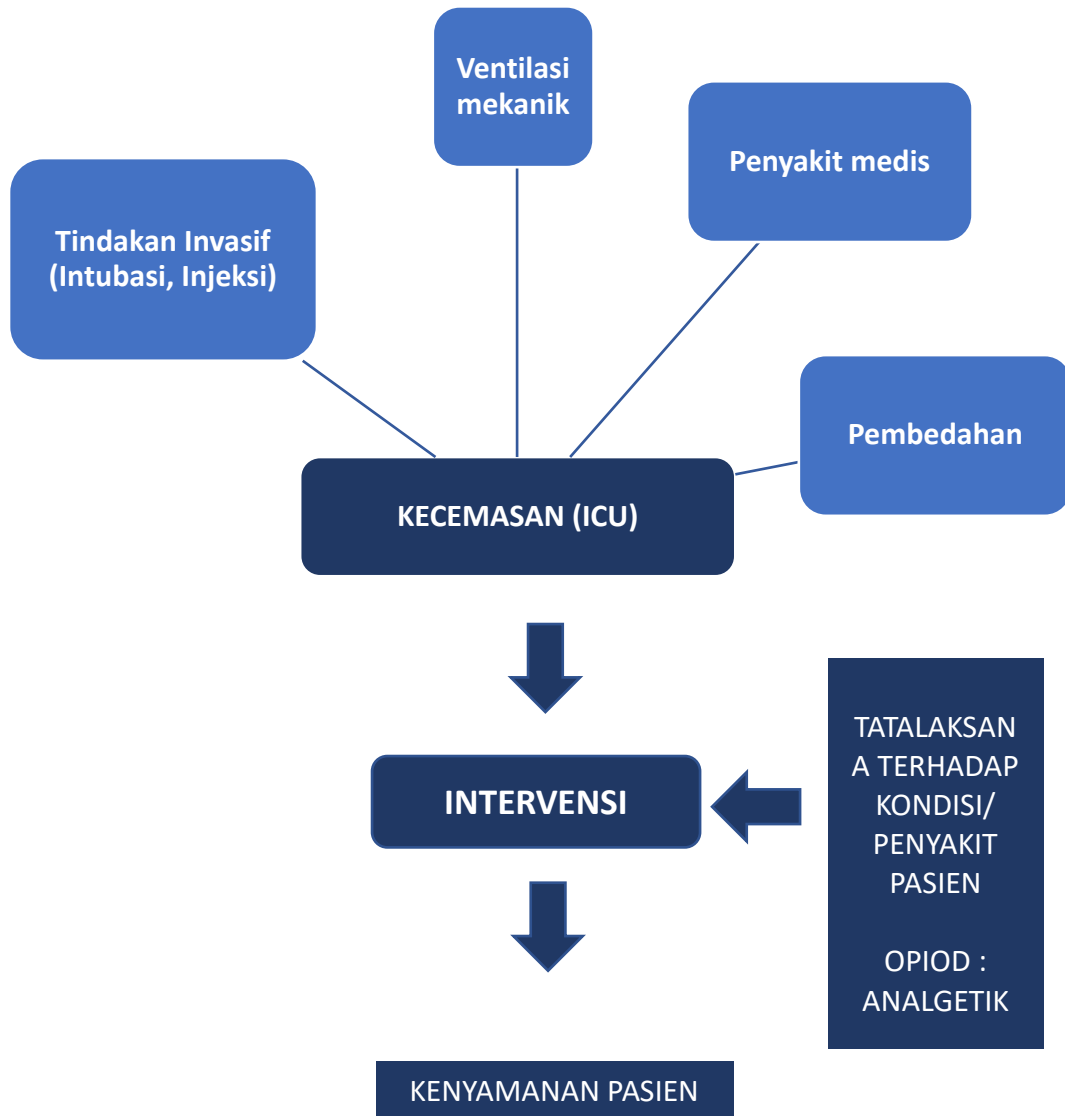 Ventilasi
mekanik
Penyakit medis
Tindakan Invasif
(Intubasi, Injeksi)
Pembedahan
KECEMASAN (ICU)
TATALAKSAN
A TERHADAP
KONDISI/
PENYAKIT
PASIEN
OPIOD :
ANALGETIK
INTERVENSI
KENYAMANAN PASIEN